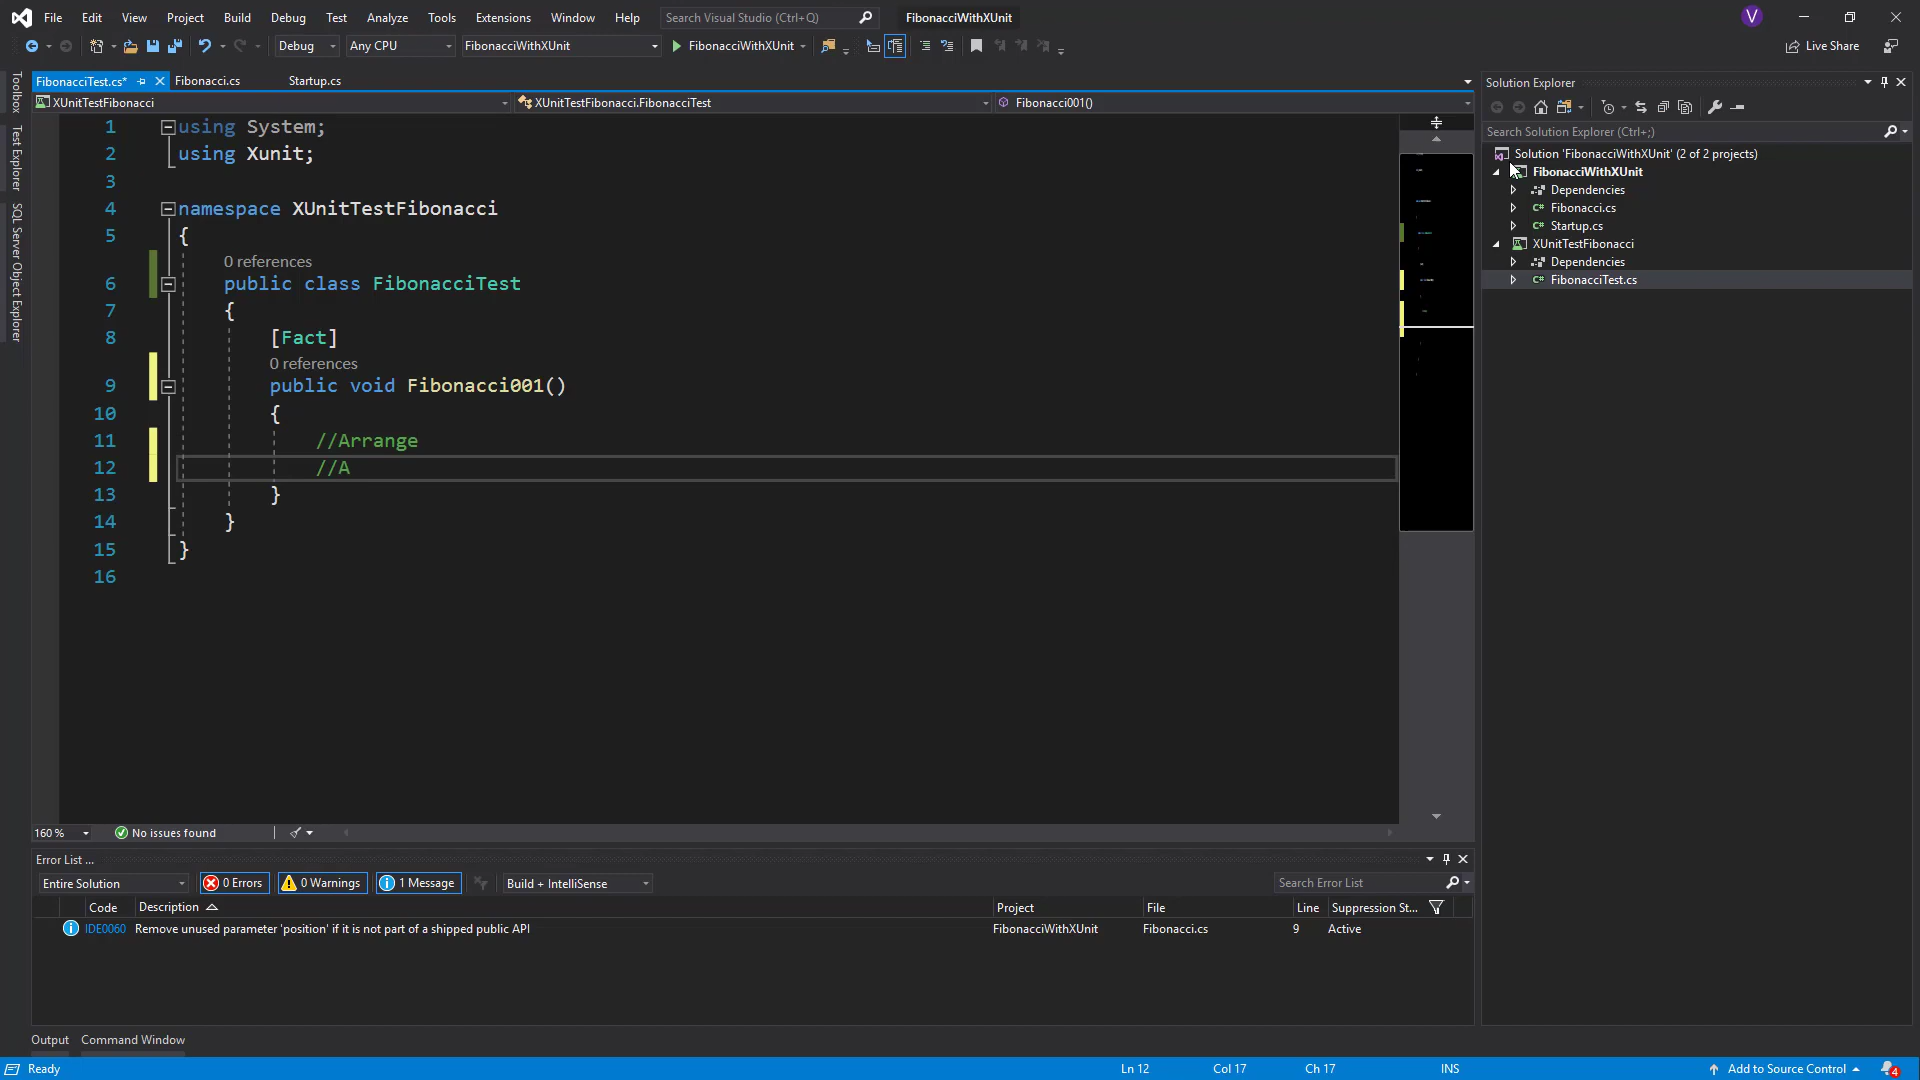 File Edit View Project Build Debug Test Analyze Tools Extensions Window Help Search Visual Studio (Ctrl+Q) FibonacciWithXUnit V
Debug Any CPU FibonacciWithXUnit FibonacciWithXUnit Live Share
Toolbox
Test Explorer
SQL Server Object Explorer
FibonacciTest.cs* Fibonacci.cs Startup.cs
XUnitTestFibonacci XUnitTestFibonacci.FibonacciTest Fibonacci001()
1 using System;
2 using Xunit;
3
4 namespace XUnitTestFibonacci
5 {
0 references
6 public class FibonacciTest
7 {
8 [Fact]
0 references
9 public void Fibonacci001()
10 {
11 //Arrange
12 //A
13 }
14 }
15 }
16
160 % No issues found
Solution Explorer
Search Solution Explorer (Ctrl+;)
Solution 'FibonacciWithXUnit' (2 of 2 projects)
FibonacciWithXUnit
Dependencies
C# Fibonacci.cs
C# Startup.cs
XUnitTestFibonacci
Dependencies
C# FibonacciTest.cs
Error List ...
Entire Solution 0 Errors 0 Warnings 1 Message Build + IntelliSense Search Error List
Code Description Project File Line Suppression St...
IDE0060 Remove unused parameter 'position' if it is not part of a shipped public API FibonacciWithXUnit Fibonacci.cs 9 Active
Output Command Window
Ready Ln 12 Col 17 Ch 17 INS Add to Source Control 4